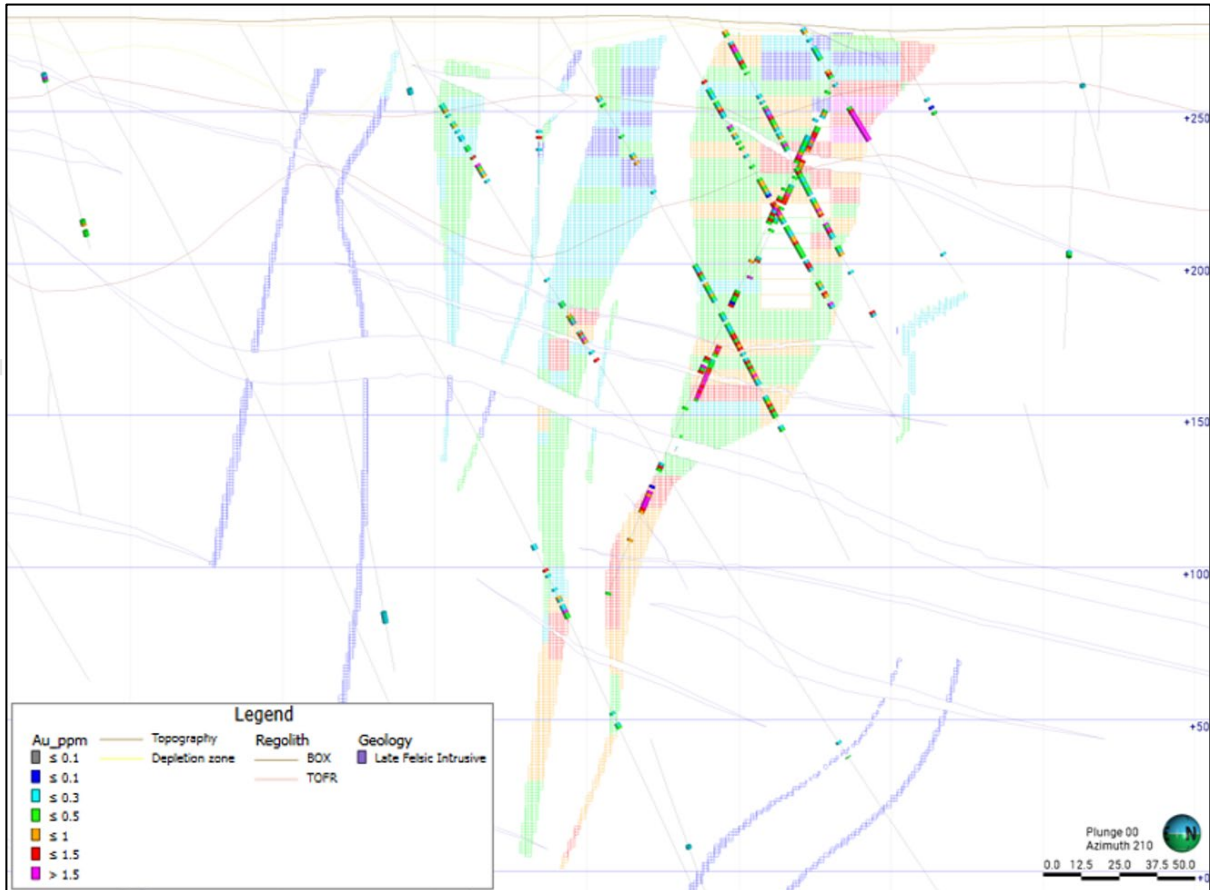 +250
+200
+150
+100
+50
+0
Legend
Au_ppm
≤ 0.1
≤ 0.1
≤ 0.3
≤ 0.5
≤ 1
≤ 1.5
> 1.5
Topography
Depletion zone
Regolith
BOX
TOFR
Geology
Late Felsic Intrusive
Plunge 00
Azimuth 210
N
0.0 12.5 25.0 37.5 50.0